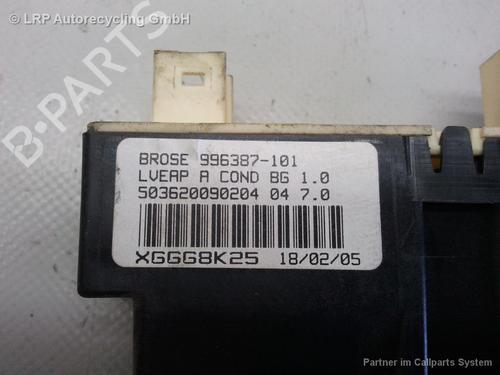 © LRP Autorecycling GmbH
B-PARTS
BROSE 996387-101
LVEAP A COND BG 1.0
503620090204 04 7.0
XGGG8K25 18/02/05
Partner im Callparts System